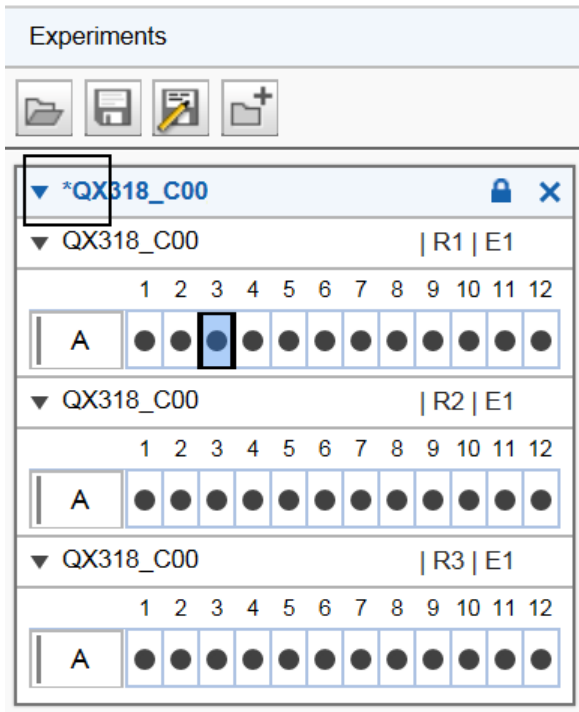 Experiments
*QX318_C00
QX318_C00 | R1 | E1
1 2 3 4 5 6 7 8 9 10 11 12
A
QX318_C00 | R2 | E1
1 2 3 4 5 6 7 8 9 10 11 12
A
QX318_C00 | R3 | E1
1 2 3 4 5 6 7 8 9 10 11 12
A